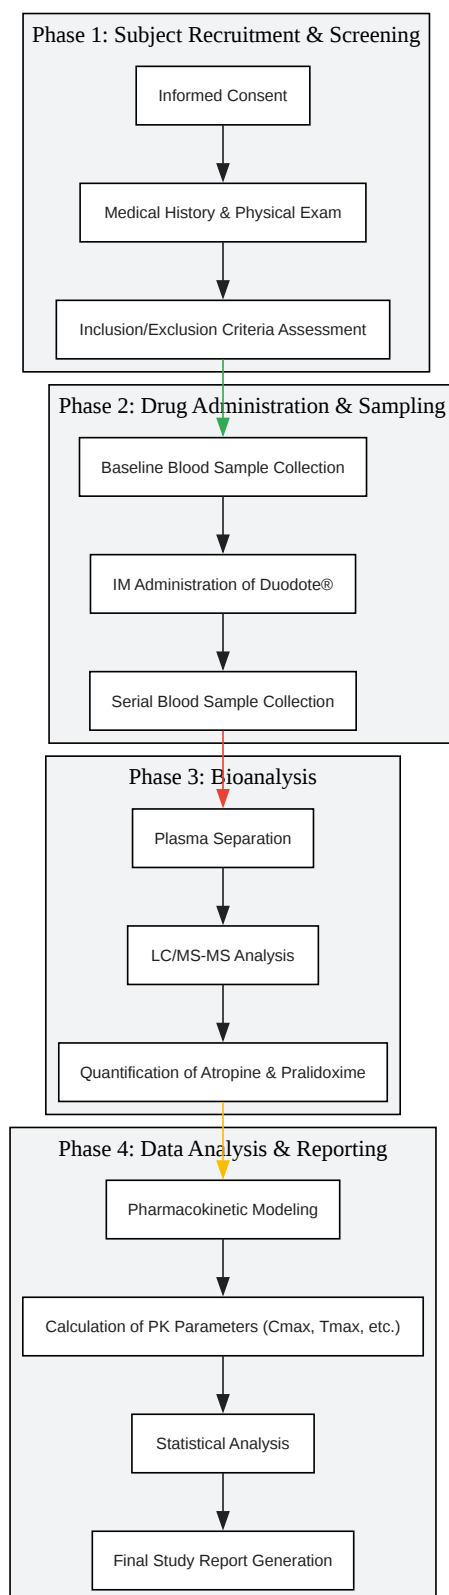 Phase 1: Subject Recruitment & Screening
Informed Consent
Medical History & Physical Exam
Inclusion/Exclusion Criteria Assessment
Phase 2: Drug Administration & Sampling
Baseline Blood Sample Collection
IM Administration of Duodote®
Serial Blood Sample Collection
Phase 3: Bioanalysis
Plasma Separation
LC/MS-MS Analysis
Quantification of Atropine & Pralidoxime
Phase 4: Data Analysis & Reporting
Pharmacokinetic Modeling
Calculation of PK Parameters (Cmax, Tmax, etc.)
Statistical Analysis
Final Study Report Generation